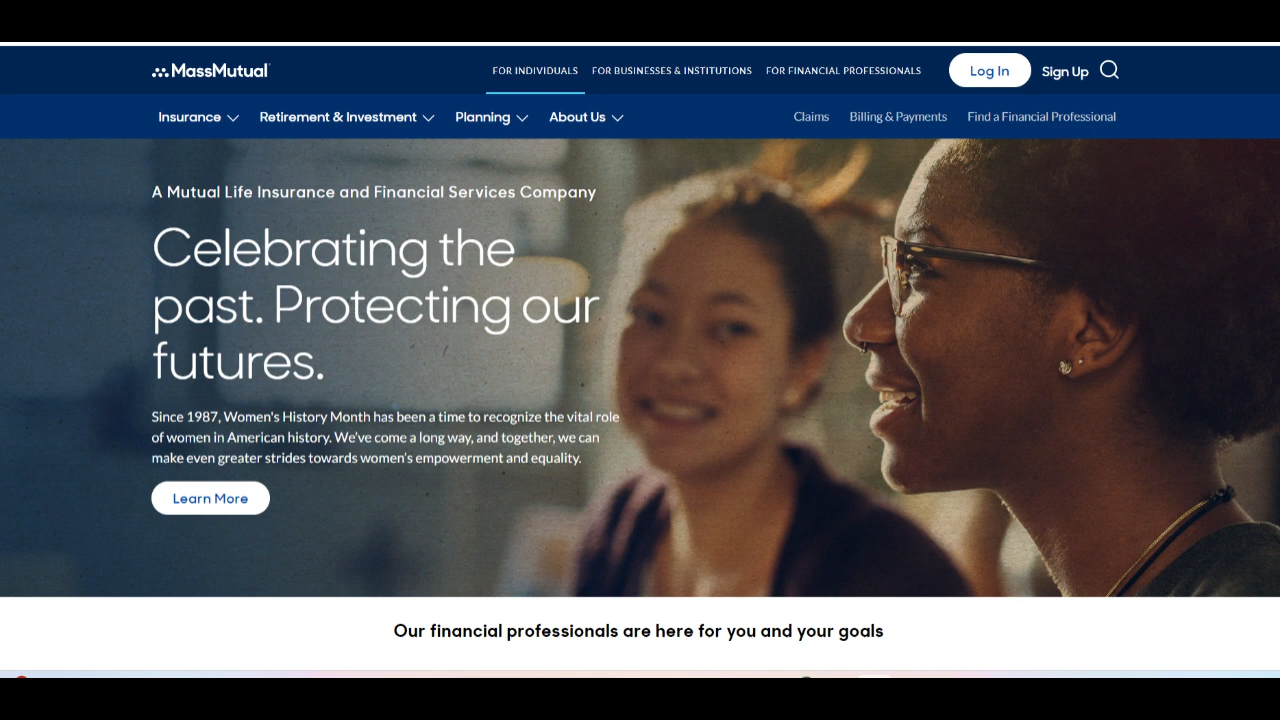 MassMutual
FOR INDIVIDUALS
FOR BUSINESSES & INSTITUTIONS
FOR FINANCIAL PROFESSIONALS
Log In
Sign Up
Insurance
Retirement & Investment
Planning
About Us
Claims
Billing & Payments
Find a Financial Professional
A Mutual Life Insurance and Financial Services Company
Celebrating the
past. Protecting our
futures.
Since 1987, Women's History Month has been a time to recognize the vital role
of women in American history. We've come a long way, and together, we can
make even greater strides towards women's empowerment and equality.
Learn More
Our financial professionals are here for you and your goals